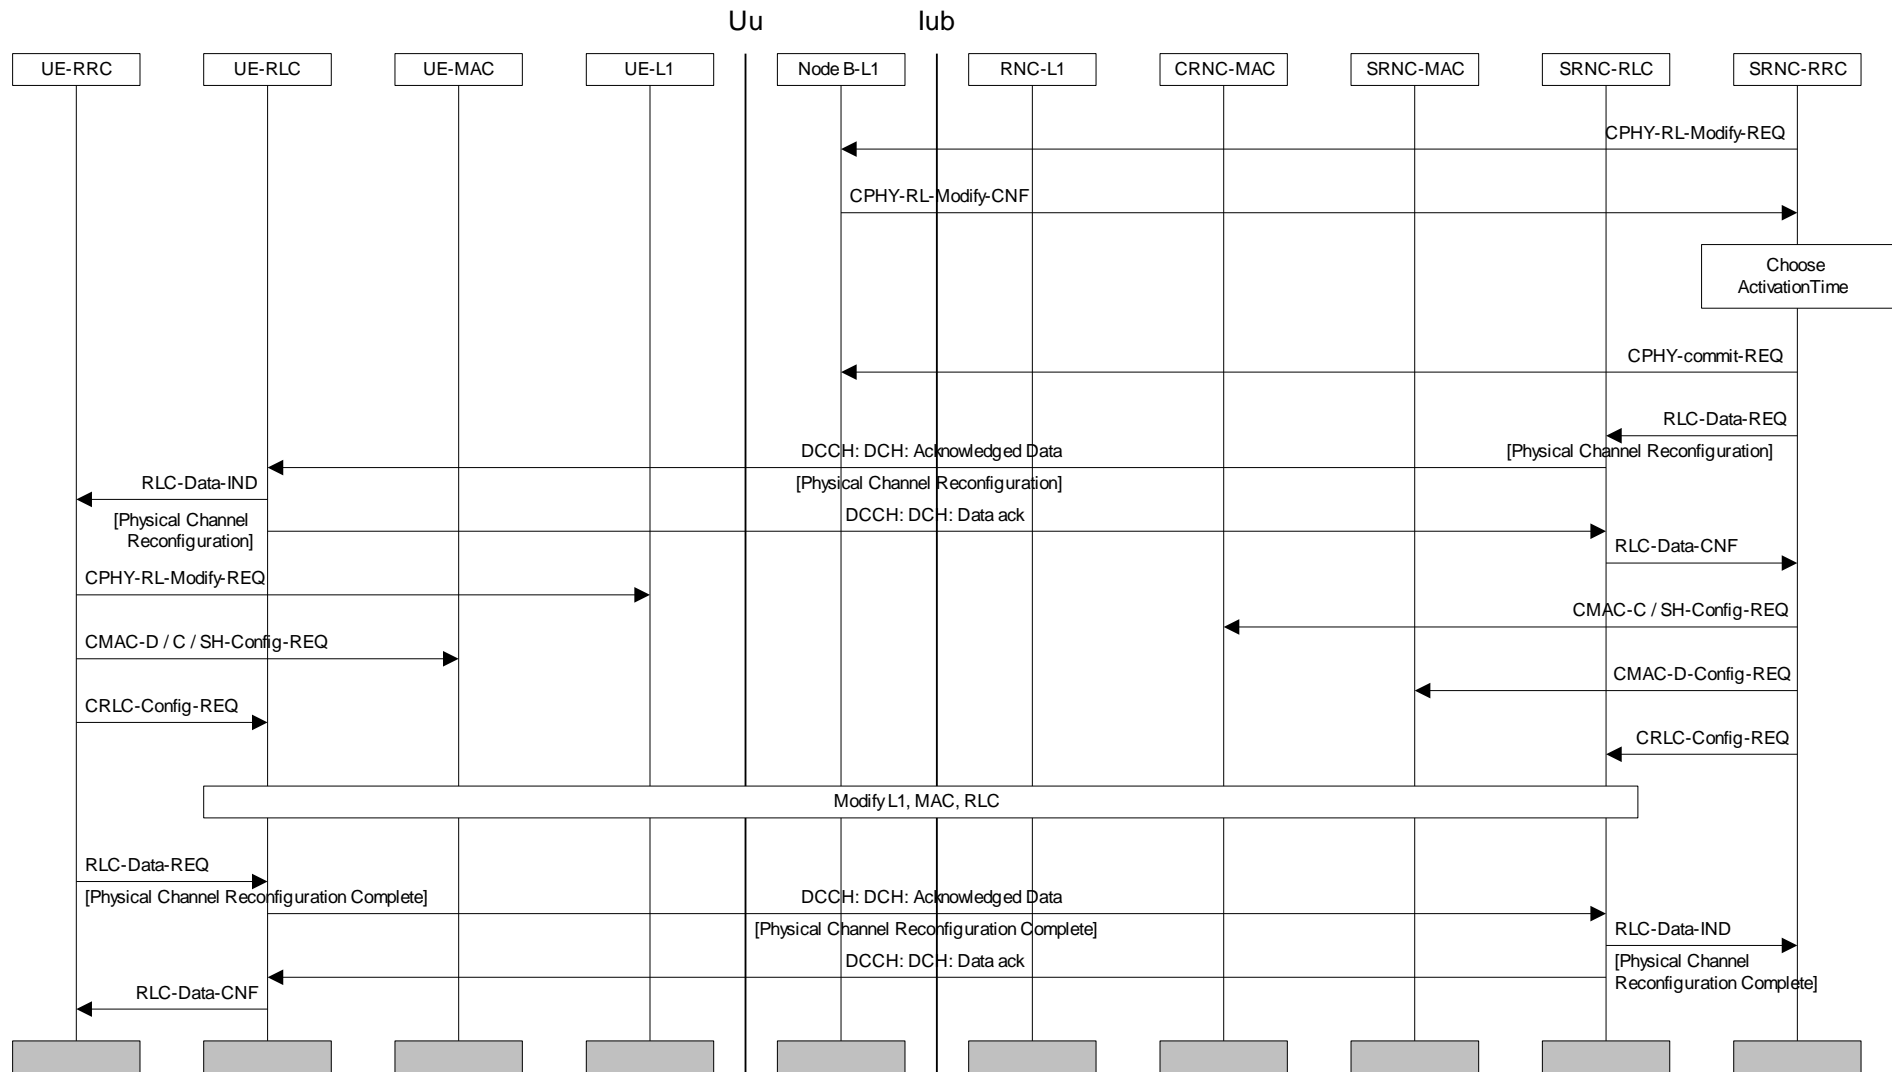 Uu
Iub
UE-RRC
UE-RLC
UE-MAC
UE-L1
Node B-L1
RNC-L1
CRNC-MAC
SRNC-MAC
SRNC-RLC
SRNC-RRC
CPHY-RL-Modify-REQ
CPHY-RL-Modify-CNF
Choose
ActivationTime
CPHY-commit-REQ
RLC-Data-REQ
[Physical Channel Reconfiguration]
DCCH: DCH: Acknowledged Data
[Physical Channel Reconfiguration]
RLC-Data-IND
[Physical Channel
Reconfiguration]
DCCH: DCH: Data ack
RLC-Data-CNF
CPHY-RL-Modify-REQ
CMAC-C / SH-Config-REQ
CMAC-D / C / SH-Config-REQ
CMAC-D-Config-REQ
CRLC-Config-REQ
CRLC-Config-REQ
Modify L1, MAC, RLC
RLC-Data-REQ
[Physical Channel Reconfiguration Complete]
DCCH: DCH: Acknowledged Data
[Physical Channel Reconfiguration Complete]
RLC-Data-IND
[Physical Channel
Reconfiguration Complete]
DCCH: DCH: Data ack
RLC-Data-CNF